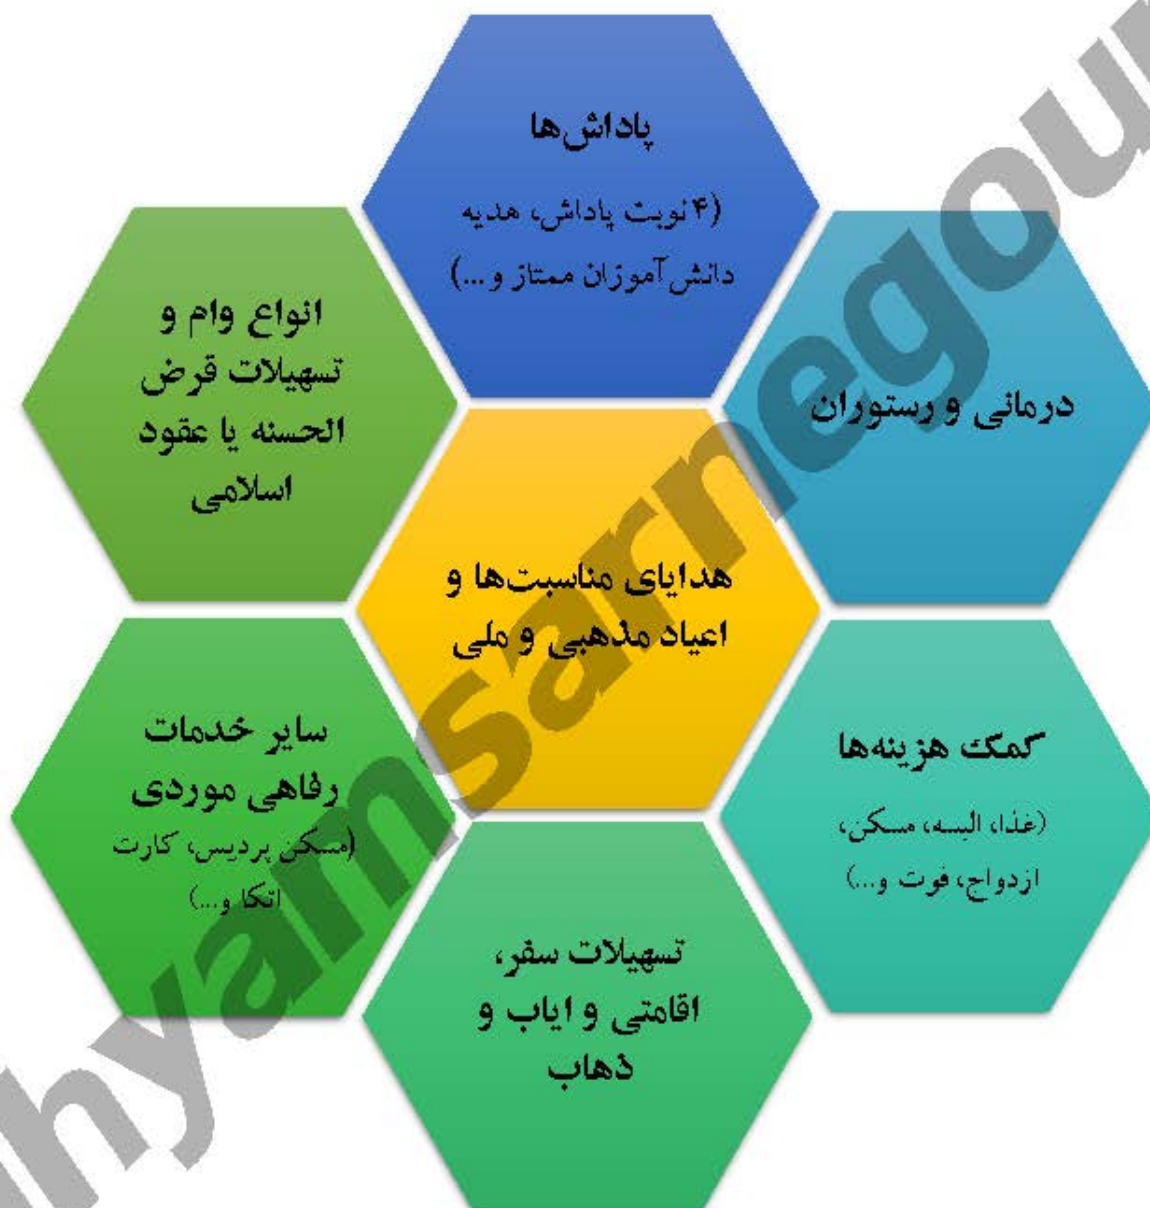 پاداش‌ها
(۴ نوبت پاداش، هدیه
دانش‌آموزان ممتاز و...)
درمانی و رستوران
انواع وام و
تسهیلات قرض
الحسنه یا عقود
اسلامی
هدایای مناسبت‌ها و
اعیاد مذهبی و ملی
کمک هزینه‌ها
(غذا، البسه، مسکن،
ازدواج، فوت و...)
سایر خدمات
رفاهی موردی
(مسکن پردیس، کارت
اتکا و...)
تسهیلات سفر،
اقامتی و ایاب و
ذهاب